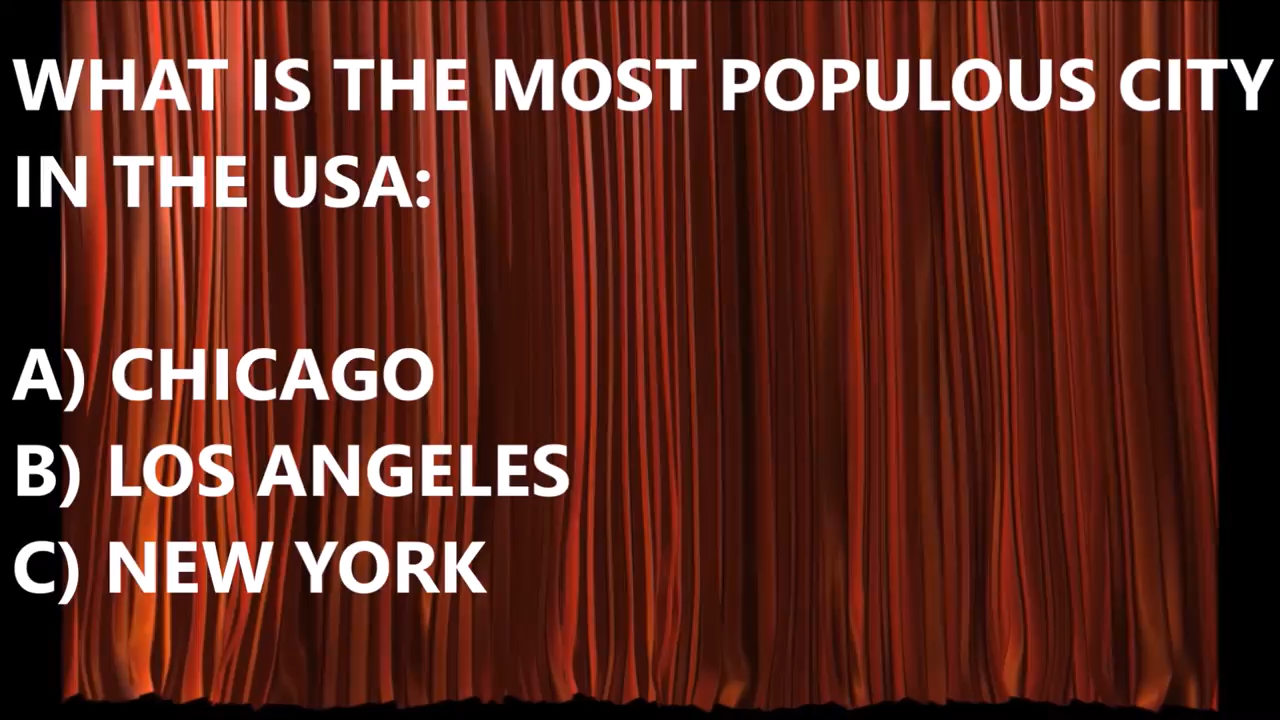 WHAT IS THE MOST POPULOUS CITY
IN THE USA:
A) CHICAGO
B) LOS ANGELES
C) NEW YORK